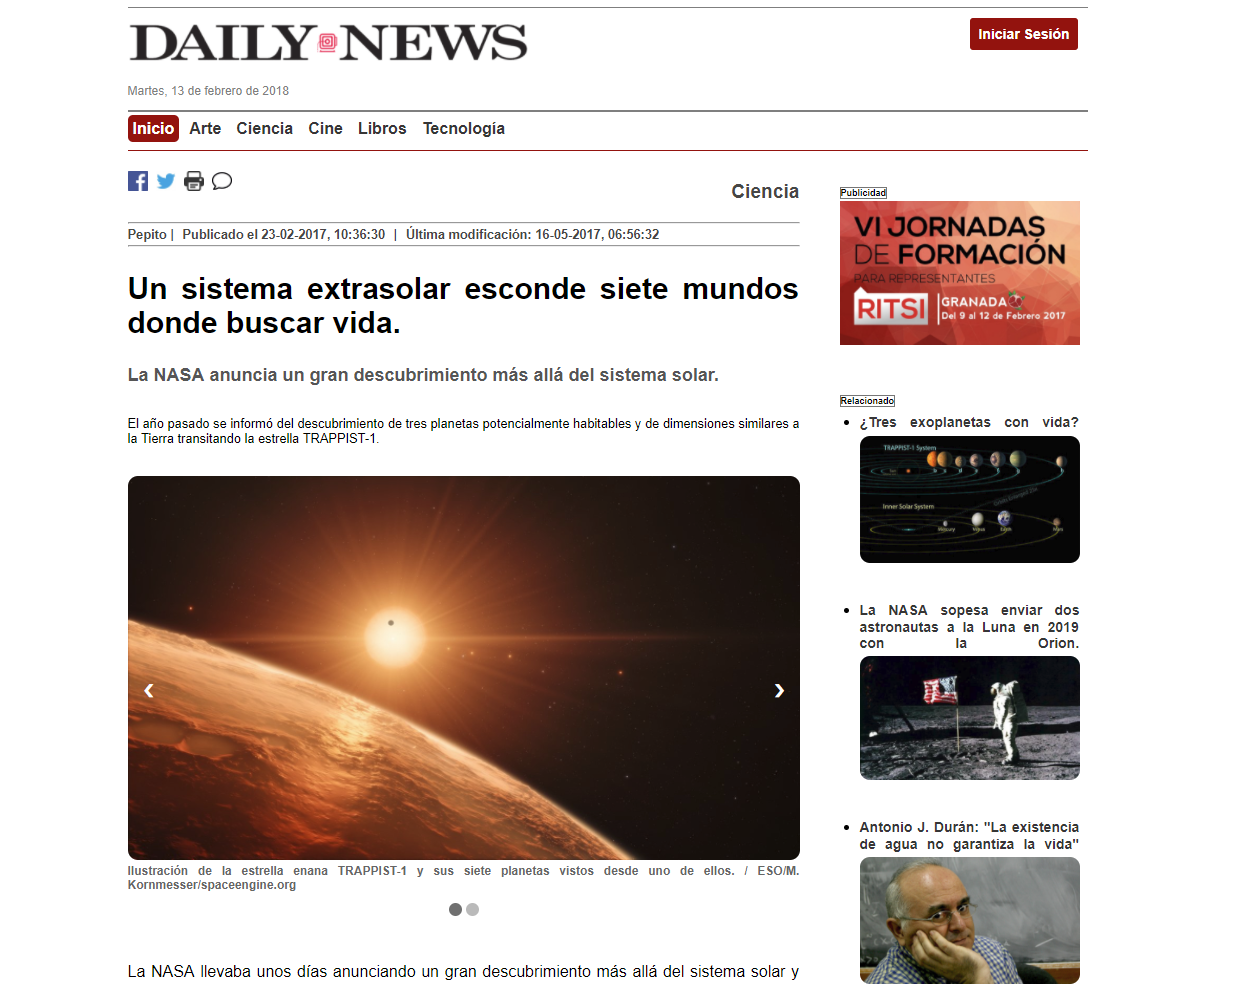 DAILY NEWS
Iniciar Sesión
Martes, 13 de febrero de 2018
Inicio Arte Ciencia Cine Libros Tecnología
Ciencia
Pepito | Publicado el 23-02-2017, 10:36:30 | Última modificación: 16-05-2017, 06:56:32
Un sistema extrasolar esconde siete mundos
donde buscar vida.
La NASA anuncia un gran descubrimiento más allá del sistema solar.
El año pasado se informó del descubrimiento de tres planetas potencialmente habitables y de dimensiones similares a
la Tierra transitando la estrella TRAPPIST-1.
Ilustración de la estrella enana TRAPPIST-1 y sus siete planetas vistos desde uno de ellos. / ESO/M.
Kornmesser/spaceengine.org
La NASA llevaba unos días anunciando un gran descubrimiento más allá del sistema solar y
Publicidad
VI JORNADAS
DE FORMACIÓN
PARA REPRESENTANTES
RITSI
GRANADA
Del 9 al 12 de Febrero 2017
Relacionado
¿Tres exoplanetas con vida?
TRAPPIST-1 System
Inner Solar System
Mercury Venus Earth Mars
La NASA sopesa enviar dos
astronautas a la Luna en 2019
con la Orion.
Antonio J. Durán: "La existencia
de agua no garantiza la vida"